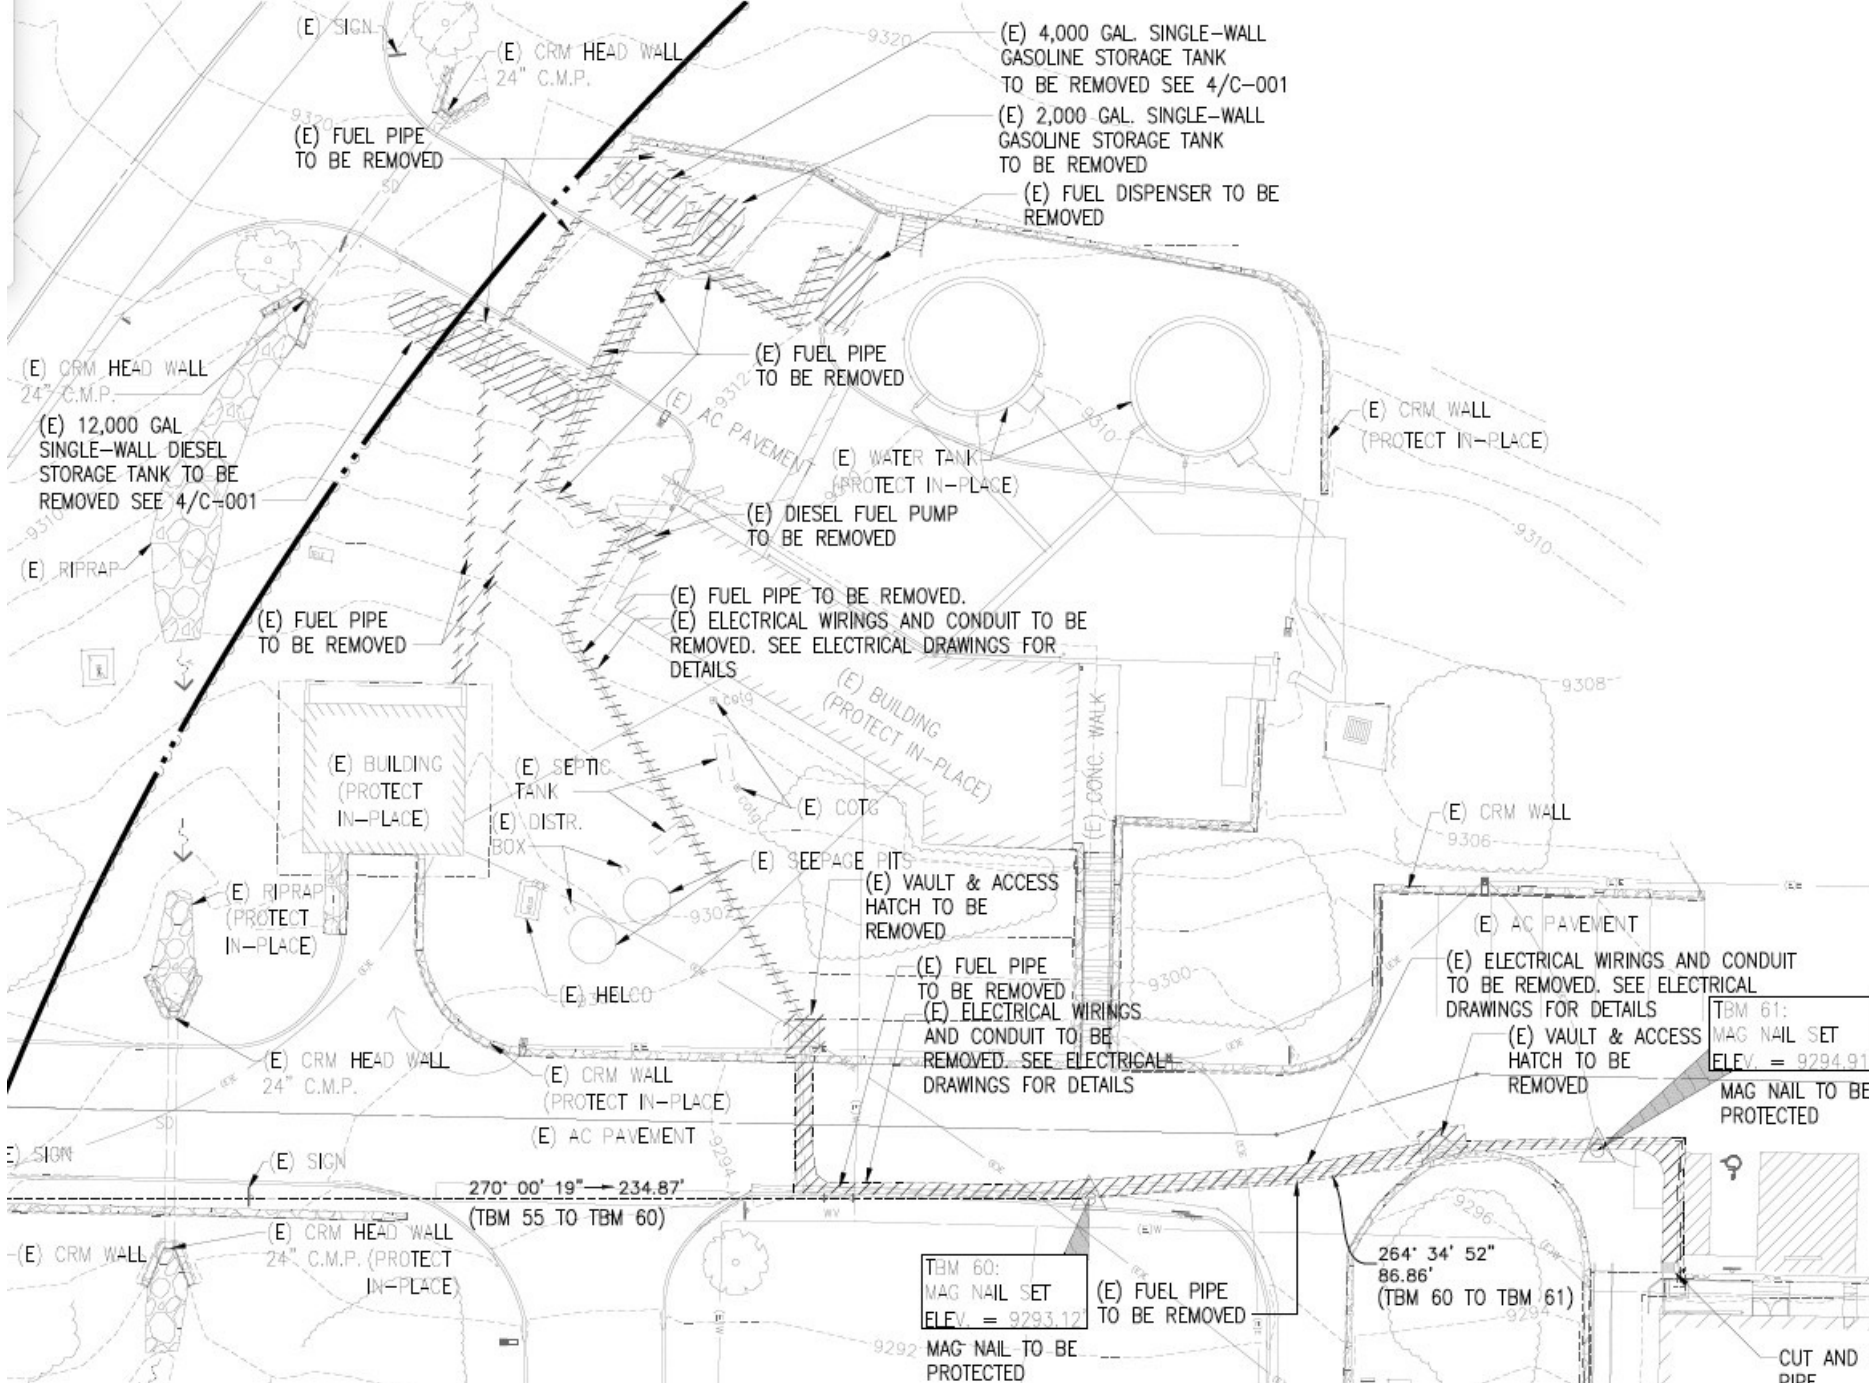 (E) SIGN
(E) CRM HEAD WALL
24" C.M.P.
9320
(E) 4,000 GAL. SINGLE-WALL
GASOLINE STORAGE TANK
TO BE REMOVED SEE 4/C-001
(E) 2,000 GAL. SINGLE-WALL
GASOLINE STORAGE TANK
TO BE REMOVED
9320
(E) FUEL PIPE
TO BE REMOVED
SD
(E) FUEL DISPENSER TO BE
REMOVED
(E) CRM HEAD WALL
24" C.M.P.
(E) FUEL PIPE
TO BE REMOVED
9312
(E) AC PAVEMENT
9310
(E) CRM WALL
(PROTECT IN-PLACE)
(E) 12,000 GAL
SINGLE-WALL DIESEL
STORAGE TANK TO BE
REMOVED SEE 4/C-001
(E) WATER TANK
(PROTECT IN-PLACE)
9310
(E) DIESEL FUEL PUMP
TO BE REMOVED
9310
(E) RIPRAP
(E) FUEL PIPE
TO BE REMOVED
(E) FUEL PIPE TO BE REMOVED.
(E) ELECTRICAL WIRINGS AND CONDUIT TO BE
REMOVED. SEE ELECTRICAL DRAWINGS FOR
DETAILS
9308
cotg
(E) BUILDING
(PROTECT IN-PLACE)
(E) CONC. WALK
(E) BUILDING
(PROTECT
IN-PLACE)
(E) SEPTIC
TANK
cotg
(E) COTG
(E) DISTR.
BOX
(E) CRM WALL
9306
(E) SEEPAGE PITS
(E) VAULT & ACCESS
HATCH TO BE
REMOVED
9302
(E) RIPRAP
(PROTECT
IN-PLACE)
(E) AC PAVEMENT
(E) FUEL PIPE
TO BE REMOVED
9300
(E) ELECTRICAL WIRINGS AND CONDUIT
TO BE REMOVED. SEE ELECTRICAL
DRAWINGS FOR DETAILS
(E) HELCO
(E) ELECTRICAL WIRINGS
AND CONDUIT TO BE
REMOVED. SEE ELECTRICAL
DRAWINGS FOR DETAILS
(E) VAULT & ACCESS
HATCH TO BE
REMOVED
TBM 61:
MAG NAIL SET
ELEV. = 9294.91
MAG NAIL TO BE
PROTECTED
(E) CRM HEAD WALL
24" C.M.P.
(E) CRM WALL
(PROTECT IN-PLACE)
SD
(E) AC PAVEMENT
9294
E) SIGN
(E) SIGN
270° 00' 19" 234.87'
(TBM 55 TO TBM 60)
WV
9296
(E) CRM WALL
(E) CRM HEAD WALL
24" C.M.P. (PROTECT
IN-PLACE)
TBM 60:
MAG NAIL SET
ELEV. = 9293.12'
MAG NAIL TO BE
PROTECTED
(E) FUEL PIPE
TO BE REMOVED
264° 34' 52"
86.86'
(TBM 60 TO TBM 61)
9294
9292
CUT AND
PIPE